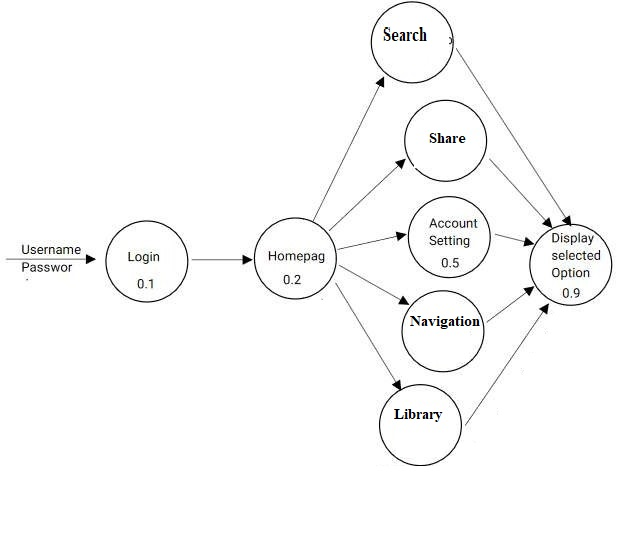 Search
Share
Account
Setting
0.5
Username
Passwor
Login
0.1
Homepag
0.2
Display
selected
Option
0.9
Navigation
Library